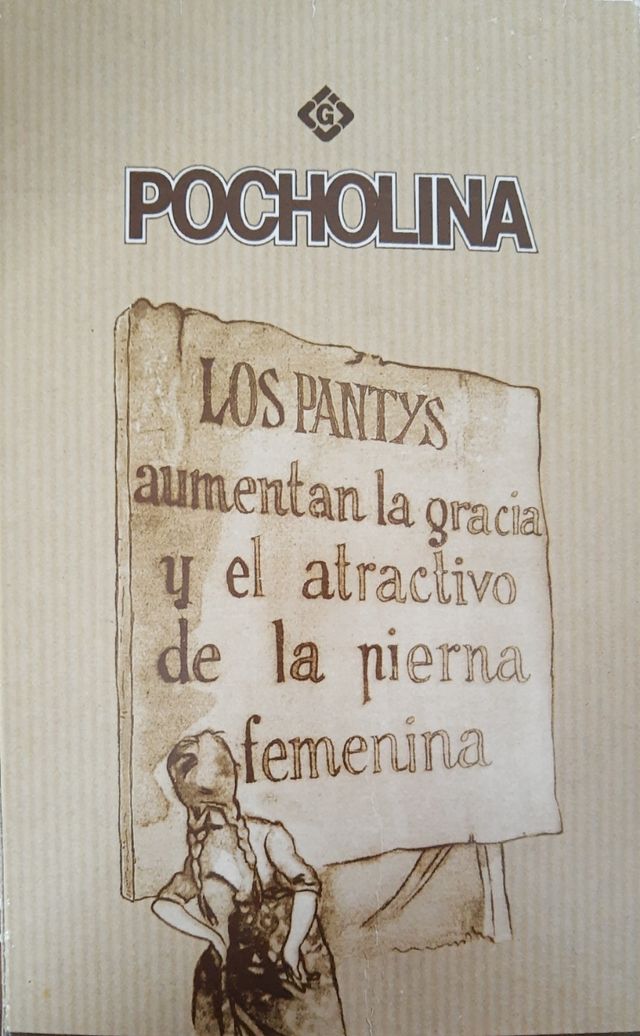 G
POCHOLINA
LOS PANTYS
aumentan la gracia
y el atractivo
de la pierna
femenina